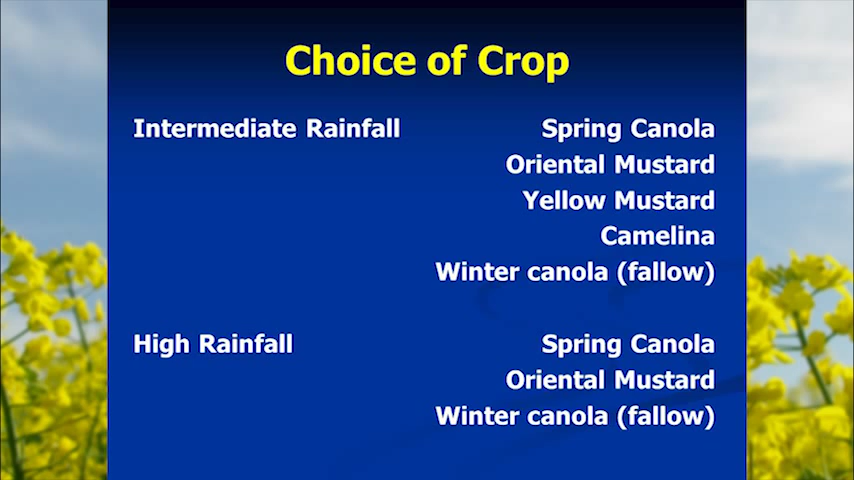 Choice of Crop
Intermediate Rainfall Spring Canola
Oriental Mustard
Yellow Mustard
Camelina
Winter canola (fallow)
High Rainfall Spring Canola
Oriental Mustard
Winter canola (fallow)